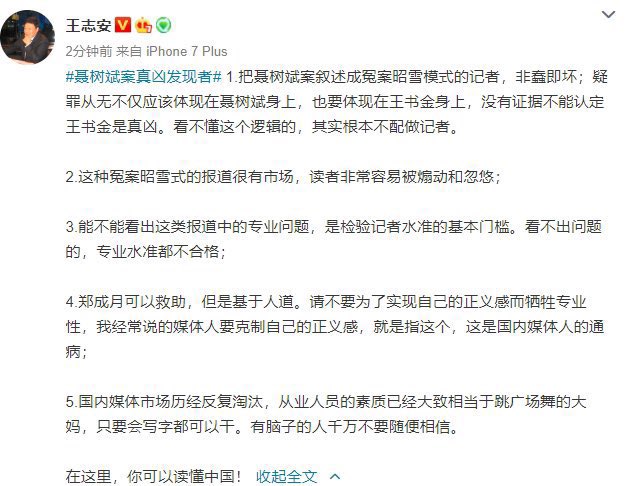 王志安
2分钟前 来自 iPhone 7 Plus
#聂树斌案真凶发现者# 1.把聂树斌案叙述成冤案昭雪模式的记者，非蠢即坏；疑
罪从无不仅应该体现在聂树斌身上，也要体现在王书金身上，没有证据不能认定
王书金是真凶。看不懂这个逻辑的，其实根本不配做记者。
2.这种冤案昭雪式的报道很有市场，读者非常容易被煽动和忽悠；
3.能不能看出这类报道中的专业问题，是检验记者水准的基本门槛。看不出问题
的，专业水准都不合格；
4.郑成月可以救助，但是基于人道。请不要为了实现自己的正义感而牺牲专业
性，我经常说的媒体人要克制自己的正义感，就是指这个，这是国内媒体人的通
病；
5.国内媒体市场历经反复淘汰，从业人员的素质已经大致相当于跳广场舞的大
妈，只要会写字都可以干。有脑子的人千万不要随便相信。
在这里，你可以读懂中国！ 收起全文